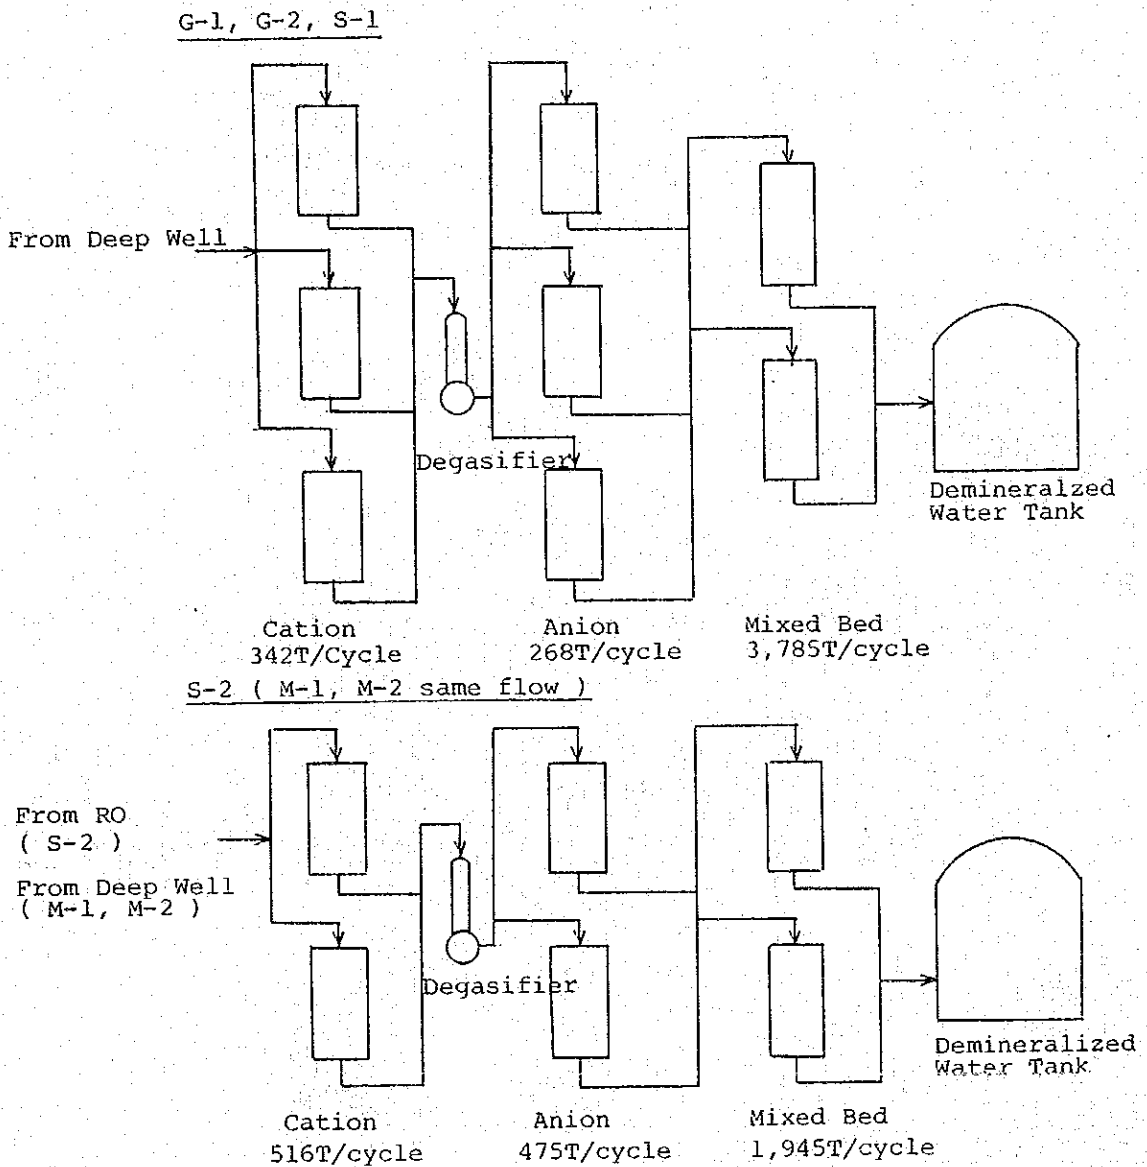 G-1, G-2, S-1
From Deep Well
Degasifier
Demineralzed
Water Tank
Cation
342T/Cycle
Anion
268T/cycle
Mixed Bed
3,785T/cycle
S-2 ( M-1, M-2 same flow )
From RO
( S-2 )
From Deep Well
( M-1, M-2 )
Degasifier
Demineralized
Water Tank
Cation
516T/cycle
Anion
475T/cycle
Mixed Bed
1,945T/cycle